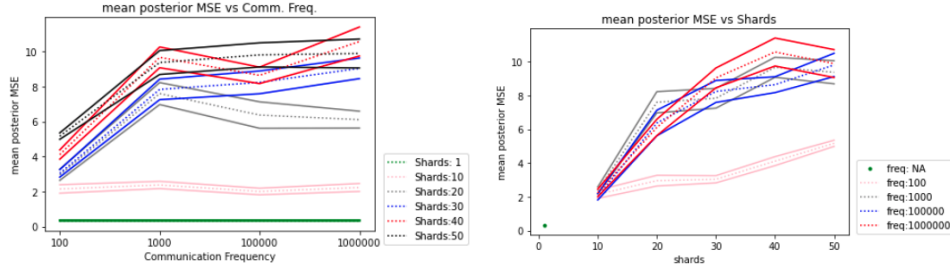 mean posterior MSE vs Comm. Freq.
mean posterior MSE
10
8
6
4
2
0
100
1000
100000
1000000
Communication Frequency
Shards: 1
Shards:10
Shards:20
Shards:30
Shards:40
Shards:50
mean posterior MSE vs Shards
mean posterior MSE
10
8
6
4
2
0
0
10
20
30
40
50
shards
freq: NA
freq:100
freq:1000
freq:100000
freq:1000000